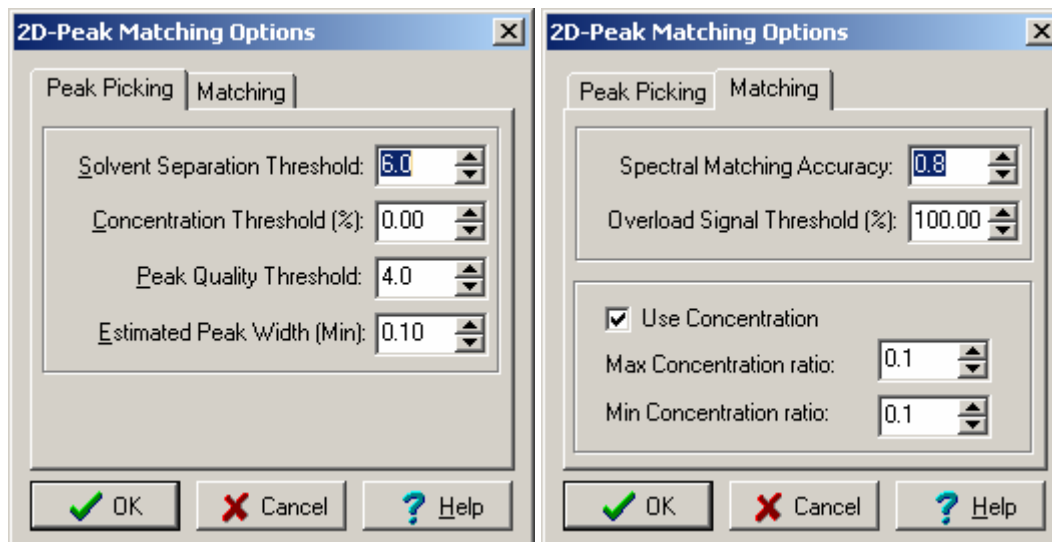 2D-Peak Matching Options
Peak Picking
Matching
Solvent Separation Threshold: 6.0
Concentration Threshold (%): 0.00
Peak Quality Threshold: 4.0
Estimated Peak Width (Min): 0.10
OK
Cancel
Help
2D-Peak Matching Options
Peak Picking
Matching
Spectral Matching Accuracy: 0.8
Overload Signal Threshold (%): 100.00
Use Concentration
Max Concentration ratio: 0.1
Min Concentration ratio: 0.1
OK
Cancel
Help